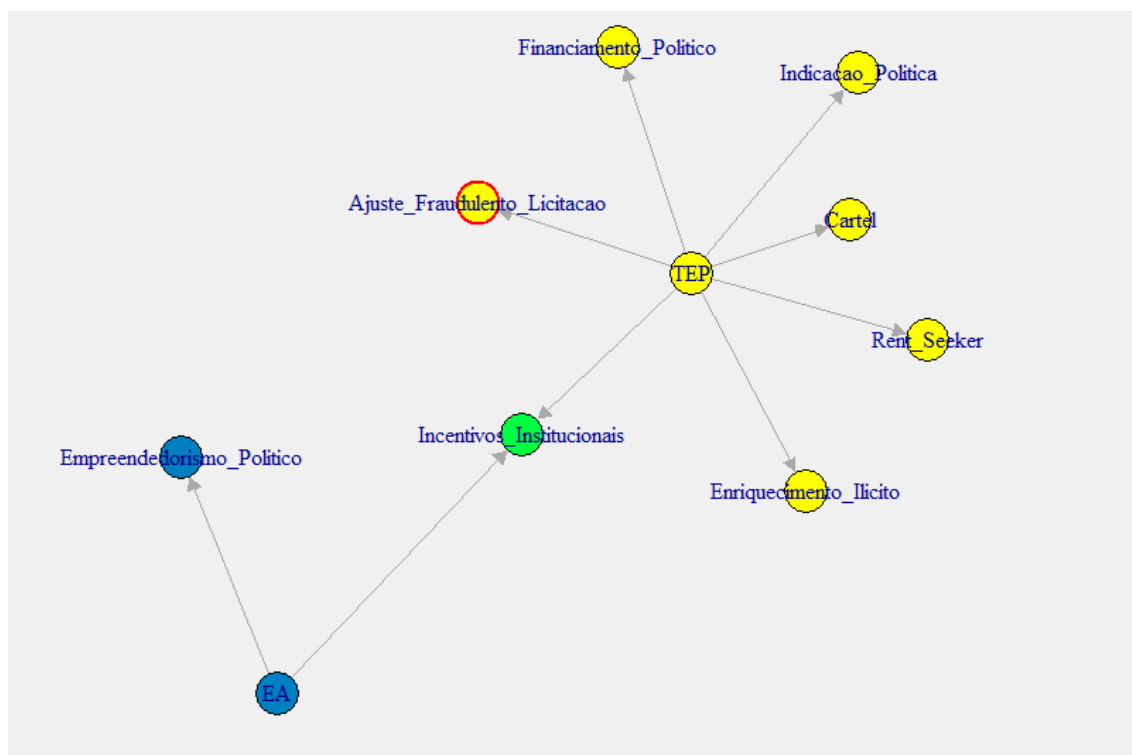 Financiamento_Politico
Indicacao_Politica
Ajuste_Fraudulento_Licitacao
Cartel
TEP
Rent_Seeker
Incentivos_Institucionais
Empreendedorismo_Politico
Enriquecimento_Ilicito
EA